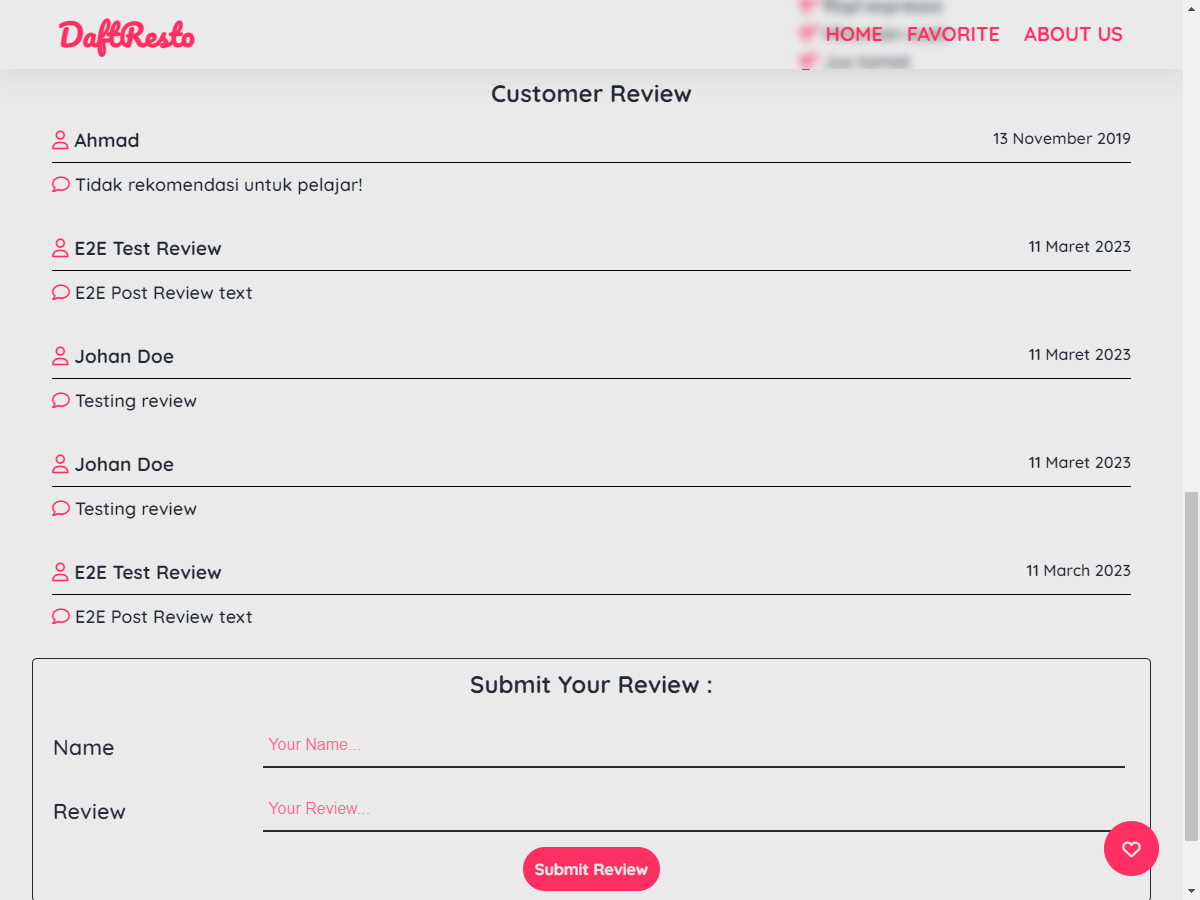 DaftResto
HOME FAVORITE ABOUT US
Customer Review
Ahmad 13 November 2019
Tidak rekomendasi untuk pelajar!
E2E Test Review 11 Maret 2023
E2E Post Review text
Johan Doe 11 Maret 2023
Testing review
Johan Doe 11 Maret 2023
Testing review
E2E Test Review 11 March 2023
E2E Post Review text
Submit Your Review :
Name Your Name...
Review Your Review...
Submit Review